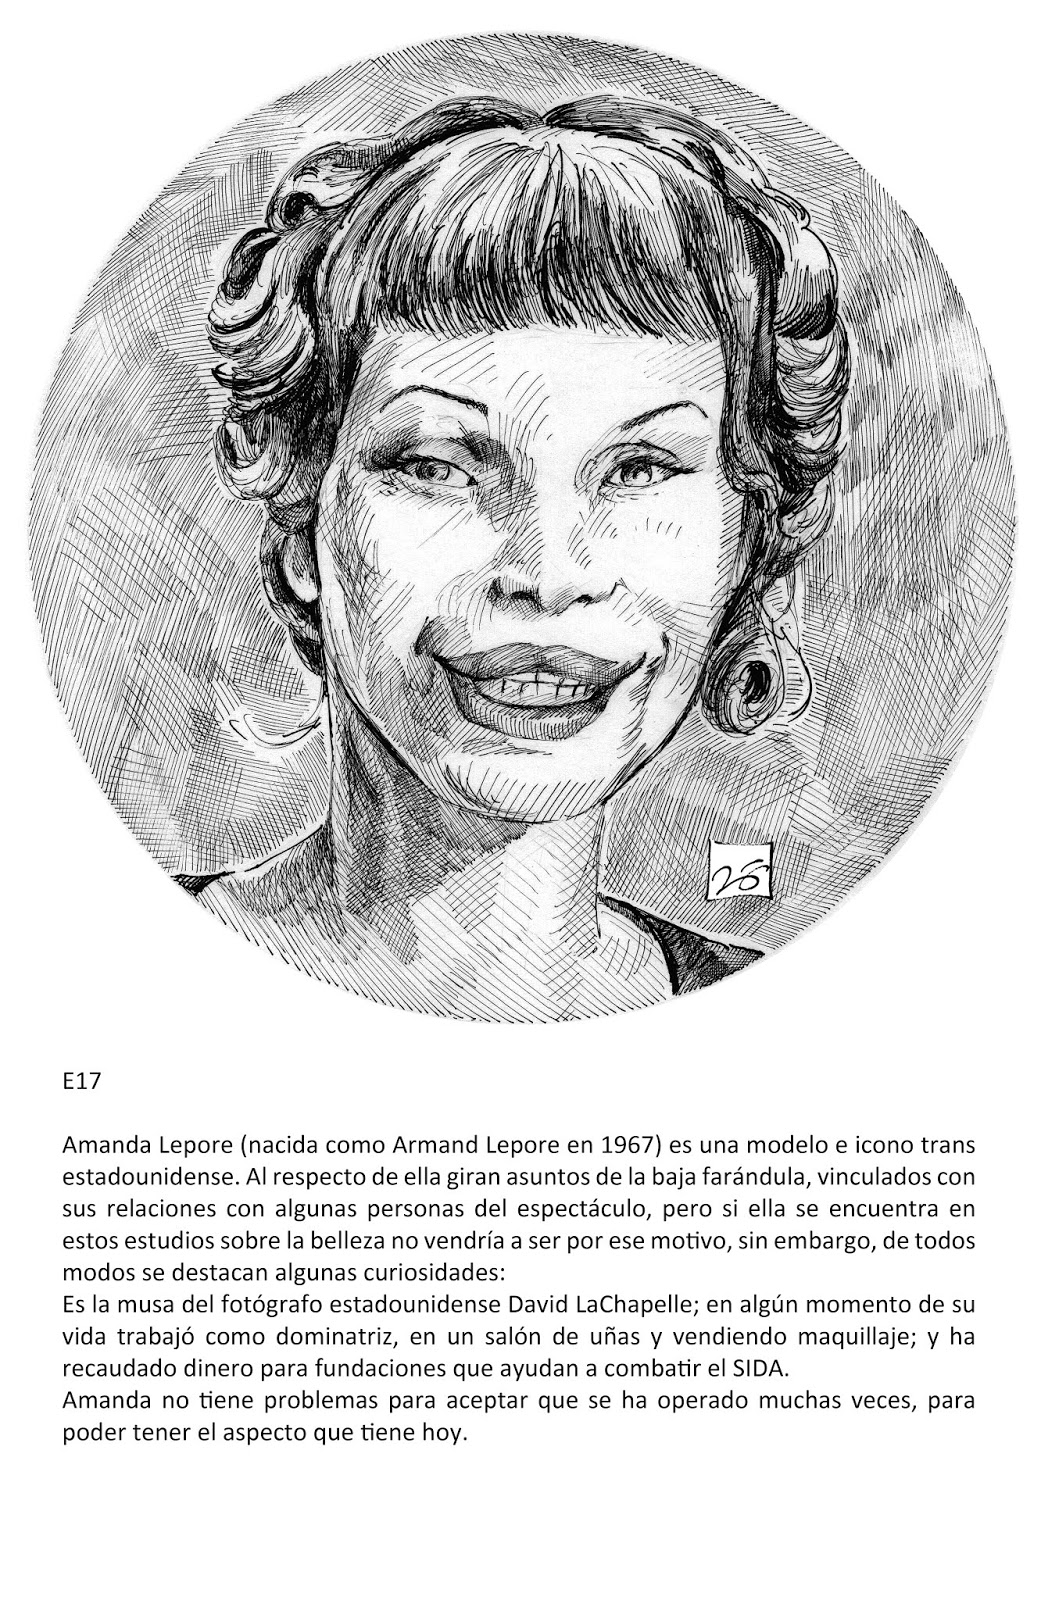 E17
Amanda Lepore (nacida como Armand Lepore en 1967) es una modelo e icono trans
estadounidense. Al respecto de ella giran asuntos de la baja farándula, vinculados con
sus relaciones con algunas personas del espectáculo, pero si ella se encuentra en
estos estudios sobre la belleza no vendría a ser por ese motivo, sin embargo, de todos
modos se destacan algunas curiosidades:
Es la musa del fotógrafo estadounidense David LaChapelle; en algún momento de su
vida trabajó como dominatriz, en un salón de uñas y vendiendo maquillaje; y ha
recaudado dinero para fundaciones que ayudan a combatir el SIDA.
Amanda no tiene problemas para aceptar que se ha operado muchas veces, para
poder tener el aspecto que tiene hoy.